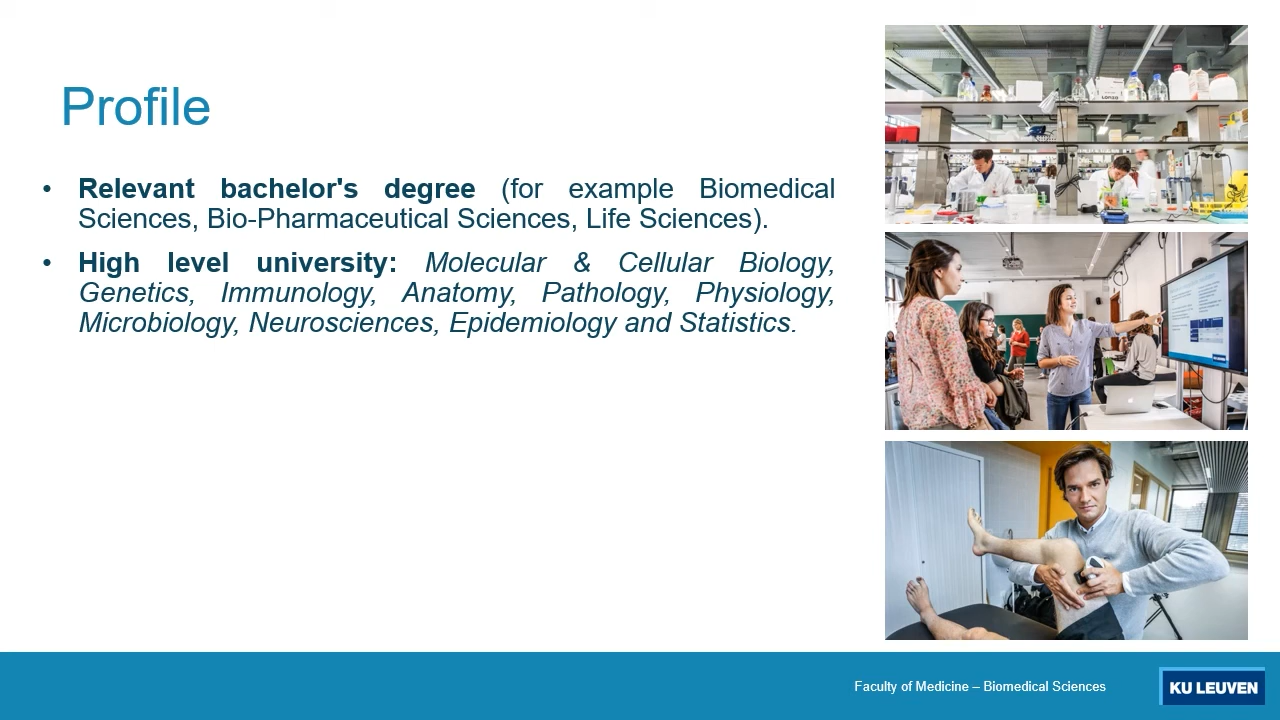 Profile
• Relevant bachelor's degree (for example Biomedical
Sciences, Bio-Pharmaceutical Sciences, Life Sciences).
• High level university: Molecular & Cellular Biology,
Genetics, Immunology, Anatomy, Pathology, Physiology,
Microbiology, Neurosciences, Epidemiology and Statistics.
Lonza
Faculty of Medicine – Biomedical Sciences
KU LEUVEN